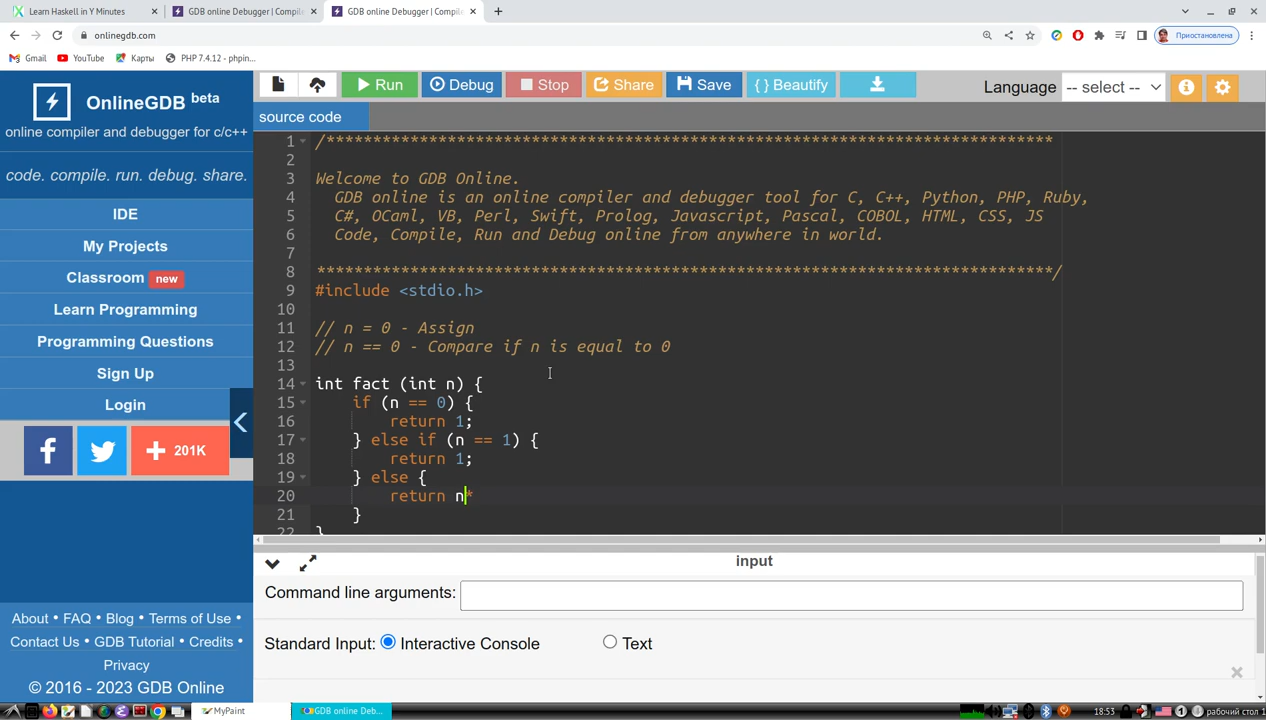 Learn Haskell in Y Minutes
GDB online Debugger | Compile
GDB online Debugger | Compile
onlinegdb.com
Приостановлена
Gmail
YouTube
Карты
PHP 7.4.12 - phpin...
OnlineGDB beta
online compiler and debugger for c/c++
code. compile. run. debug. share.
IDE
My Projects
Classroom new
Learn Programming
Programming Questions
Sign Up
Login
201K
About • FAQ • Blog • Terms of Use •
Contact Us • GDB Tutorial • Credits •
Privacy
© 2016 - 2023 GDB Online
Run
Debug
Stop
Share
Save
{ } Beautify
Language
-- select --
source code
1 /******************************************************************************
2
3 Welcome to GDB Online.
4 GDB online is an online compiler and debugger tool for C, C++, Python, PHP, Ruby,
5 C#, OCaml, VB, Perl, Swift, Prolog, Javascript, Pascal, COBOL, HTML, CSS, JS
6 Code, Compile, Run and Debug online from anywhere in world.
7
8 *******************************************************************************/
9 #include <stdio.h>
10
11 // n = 0 - Assign
12 // n == 0 - Compare if n is equal to 0
13
14 int fact (int n) {
15 if (n == 0) {
16 return 1;
17 } else if (n == 1) {
18 return 1;
19 } else {
20 return n*
21 }
22 }
input
Command line arguments:
Standard Input: Interactive Console Text
MyPaint
GDB online Deb...
18:53
рабочий стол 1